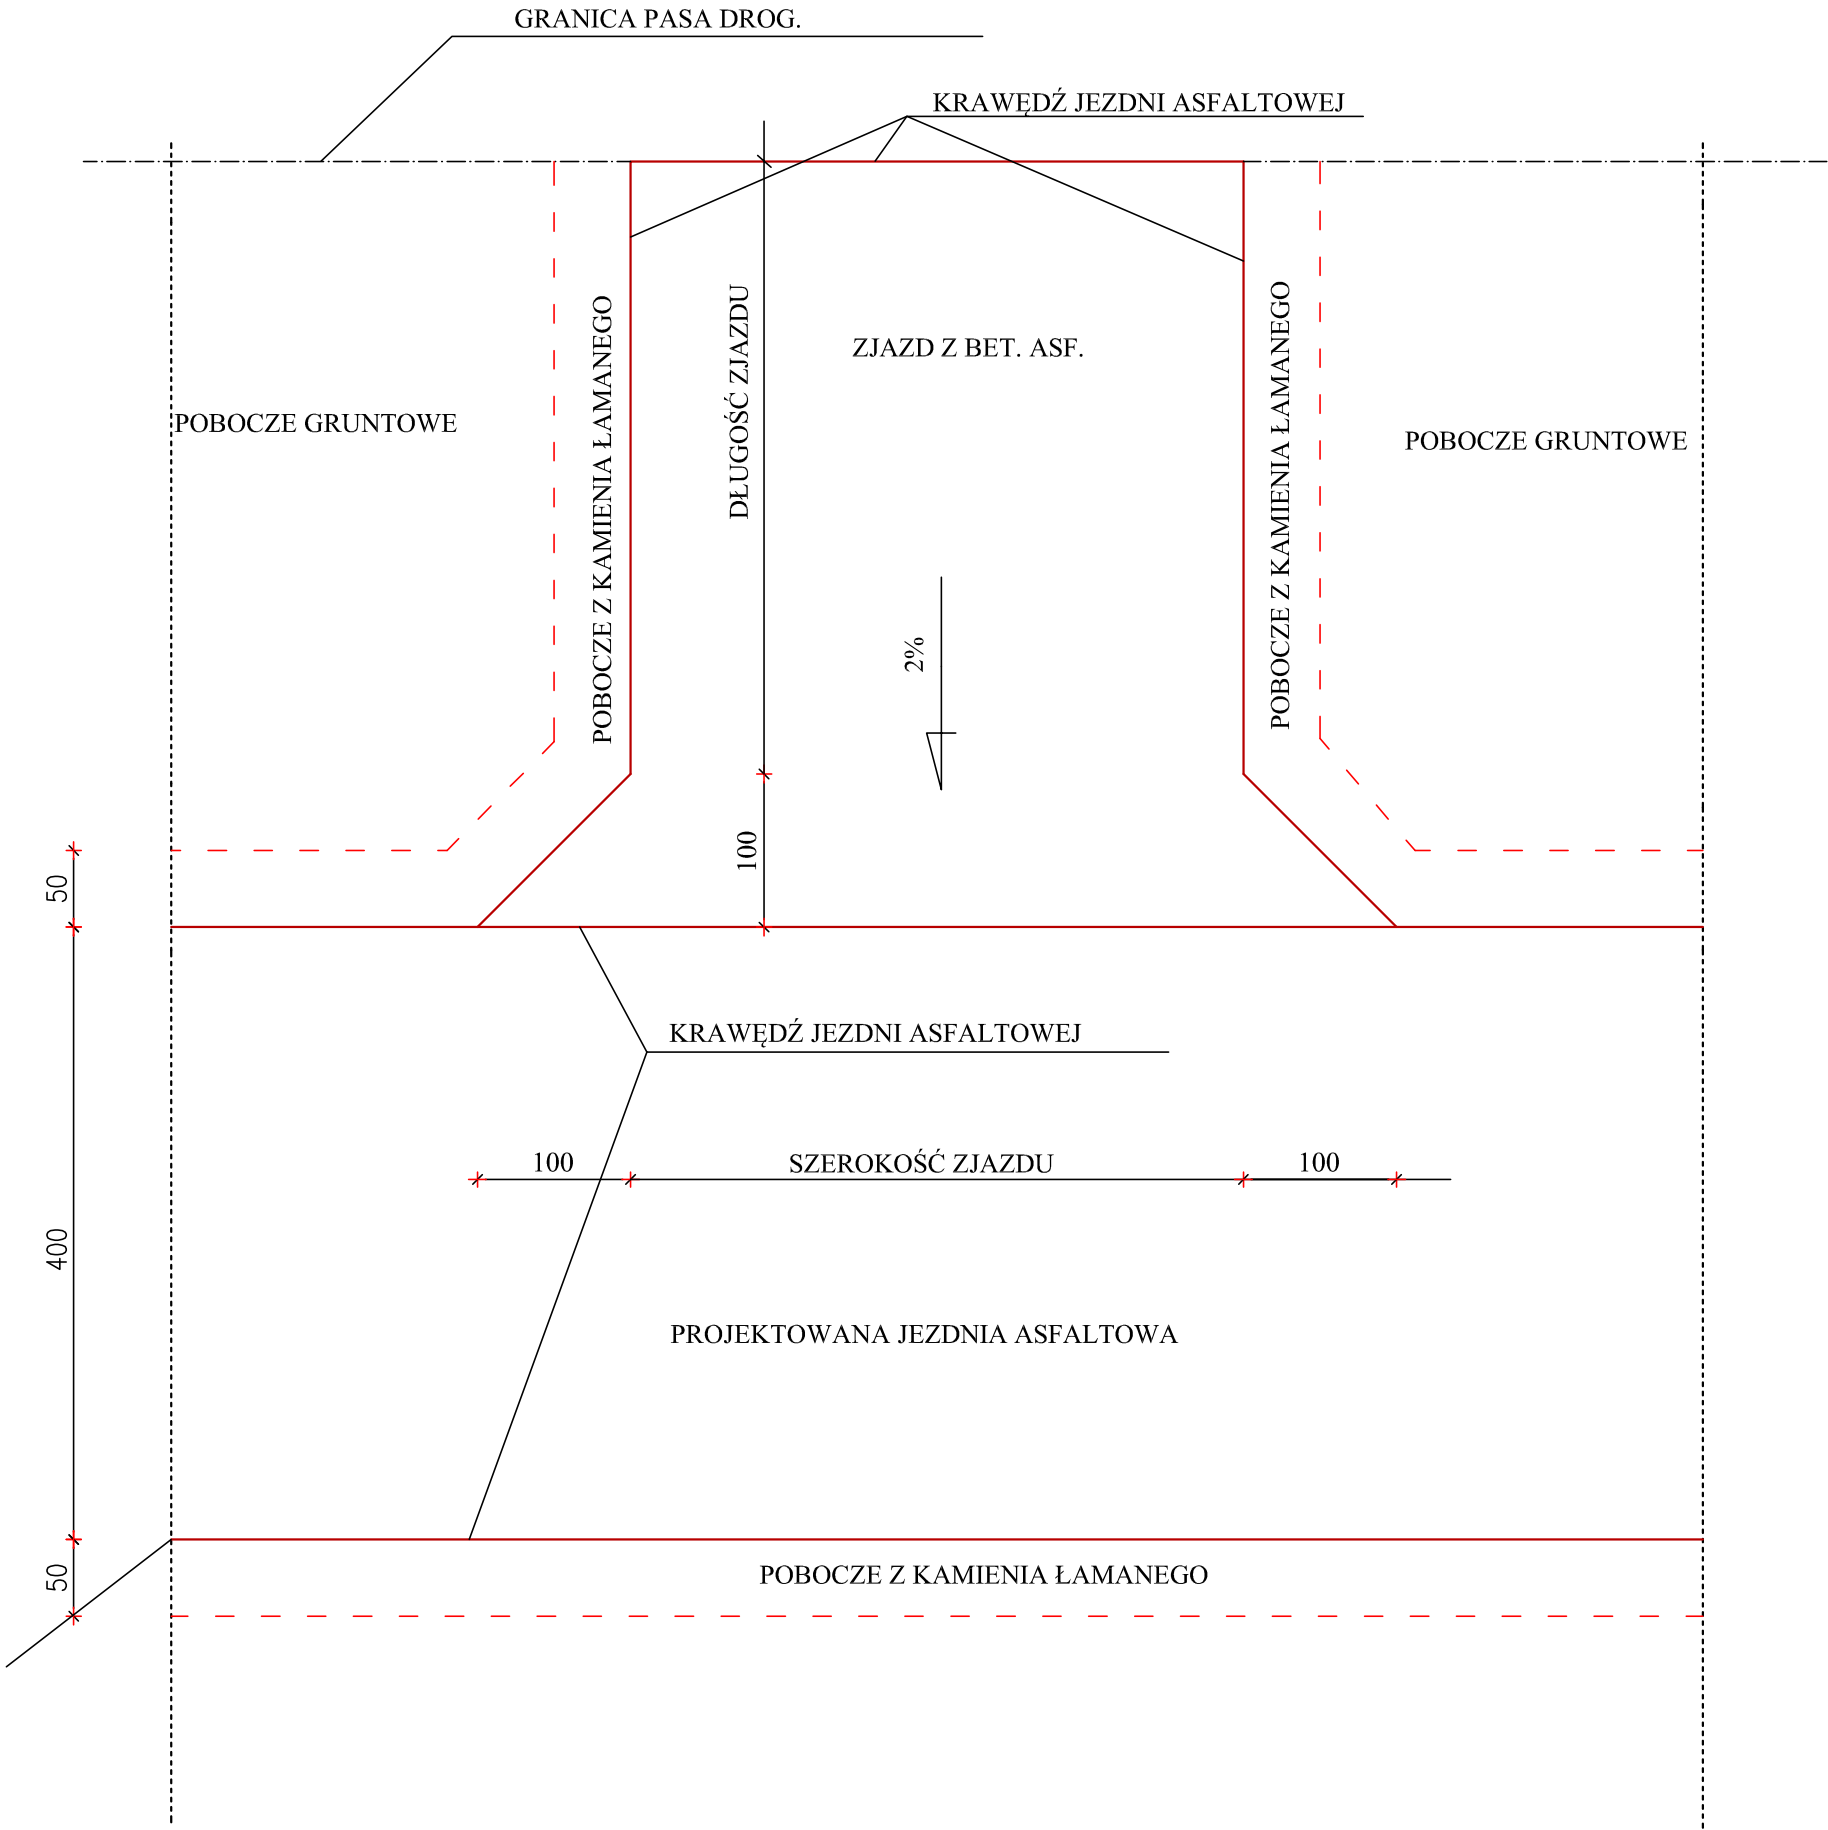 GRANICA PASA DROG.
KRAWĘDŹ JEZDNI ASFALTOWEJ
POBOCZE GRUNTOWE
POBOCZE Z KAMIENIA ŁAMANEGO
DŁUGOŚĆ ZJAZDU
ZJAZD Z BET. ASF.
POBOCZE Z KAMIENIA ŁAMANEGO
POBOCZE GRUNTOWE
2%
100
50
KRAWĘDŹ JEZDNI ASFALTOWEJ
100
SZEROKOŚĆ ZJAZDU
100
400
PROJEKTOWANA JEZDNIA ASFALTOWA
50
POBOCZE Z KAMIENIA ŁAMANEGO